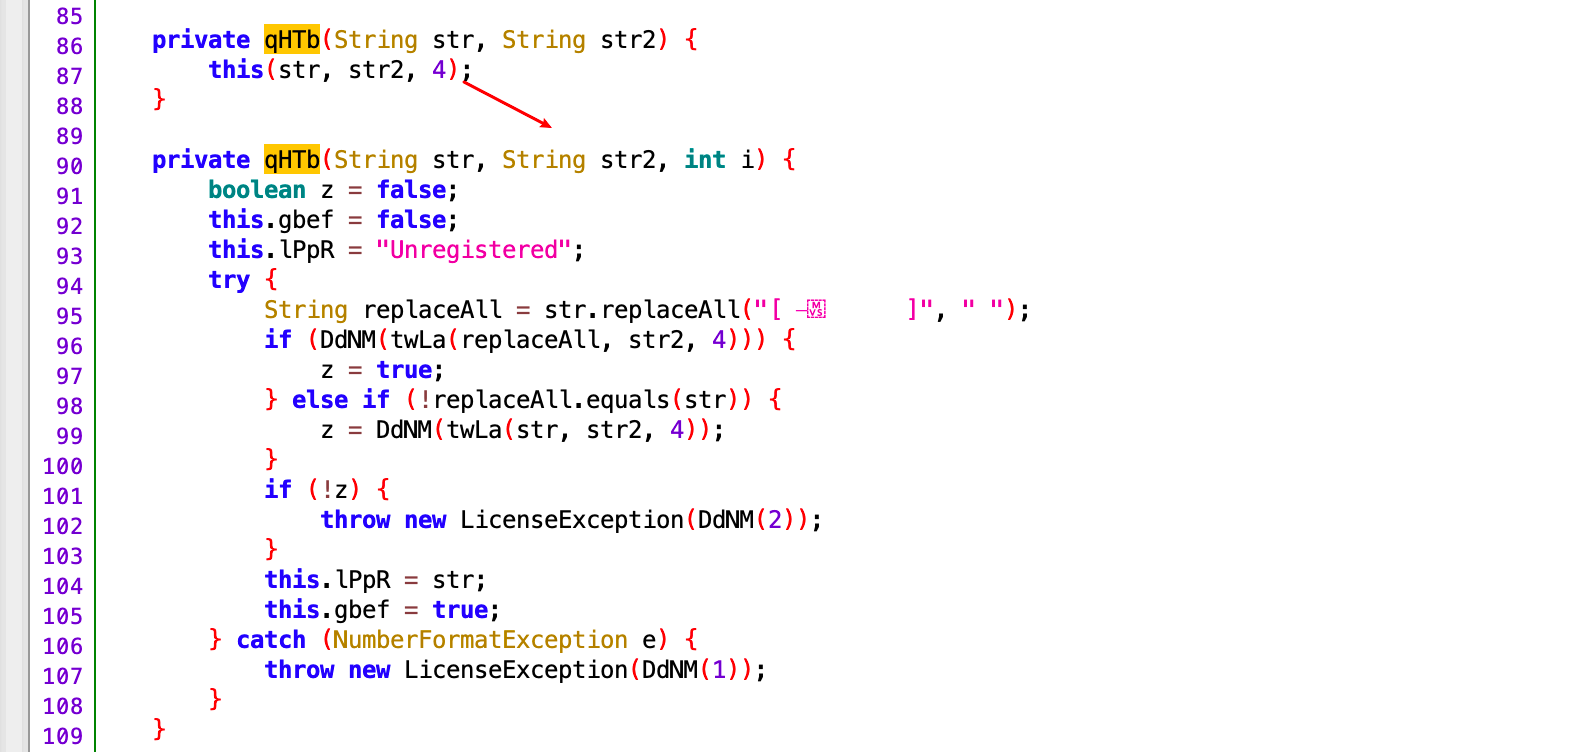 85
86 private qHTb(String str, String str2) {
87 this(str, str2, 4);
88 }
89
90 private qHTb(String str, String str2, int i) {
91 boolean z = false;
92 this.gbef = false;
93 this.lPpR = "Unregistered";
94 try {
95 String replaceAll = str.replaceAll("[ – ]", " ");
96 if (DdNM(twLa(replaceAll, str2, 4))) {
97 z = true;
98 } else if (!replaceAll.equals(str)) {
99 z = DdNM(twLa(str, str2, 4));
100 }
101 if (!z) {
102 throw new LicenseException(DdNM(2));
103 }
104 this.lPpR = str;
105 this.gbef = true;
106 } catch (NumberFormatException e) {
107 throw new LicenseException(DdNM(1));
108 }
109 }